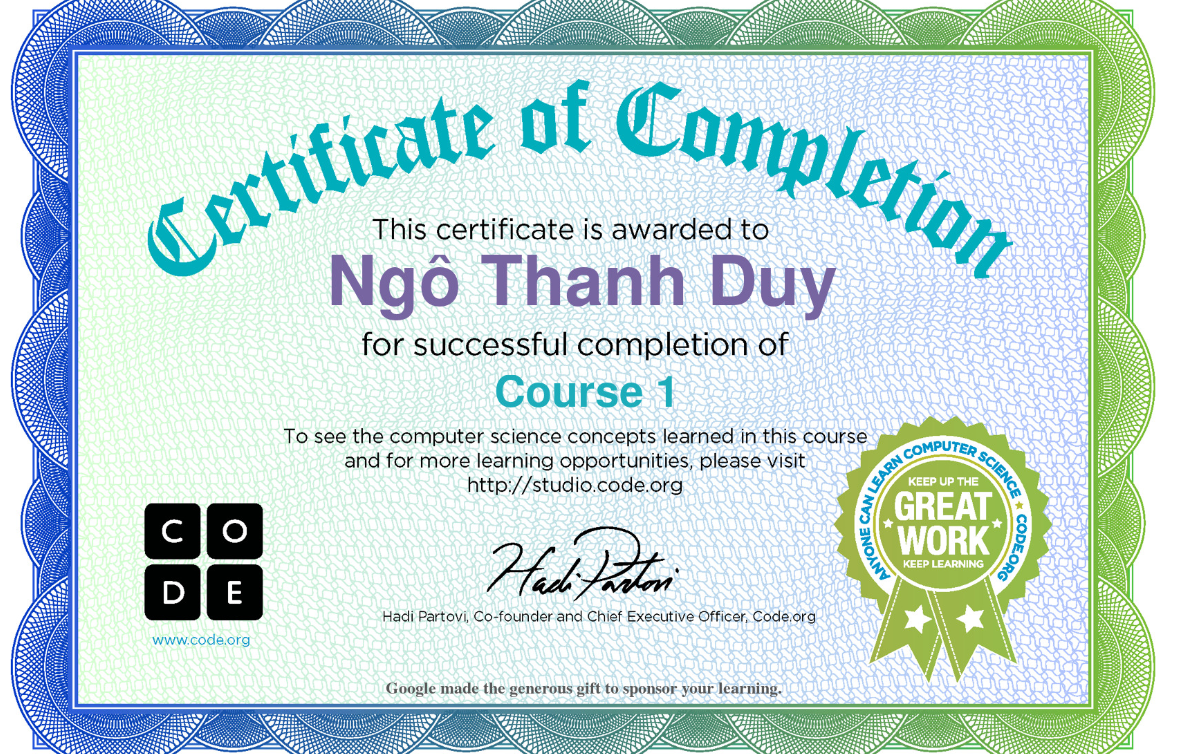 Certificate of Completion
This certificate is awarded to
Ngô Thanh Duy
for successful completion of
Course 1
To see the computer science concepts learned in this course
and for more learning opportunities, please visit
http://studio.code.org
C O
D E
www.code.org
Hadi Partovi
Hadi Partovi, Co-founder and Chief Executive Officer, Code.org
ANYONE CAN LEARN COMPUTER SCIENCE ★ CODE.ORG
KEEP UP THE
GREAT
WORK
KEEP LEARNING
Google made the generous gift to sponsor your learning.